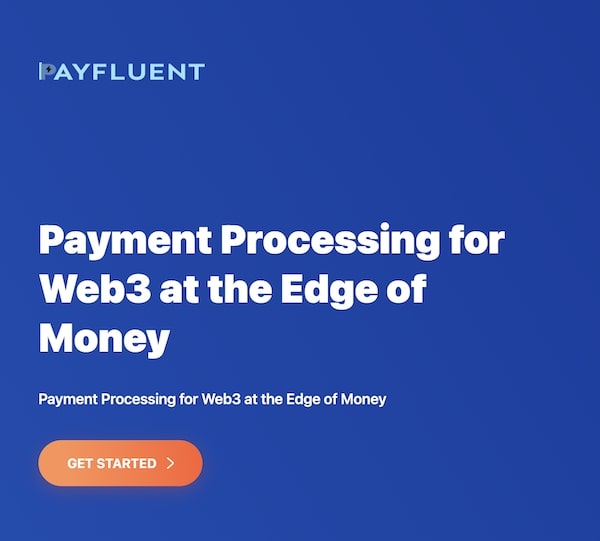 PAYFLUENT
Payment Processing for
Web3 at the Edge of
Money
Payment Processing for Web3 at the Edge of Money
GET STARTED